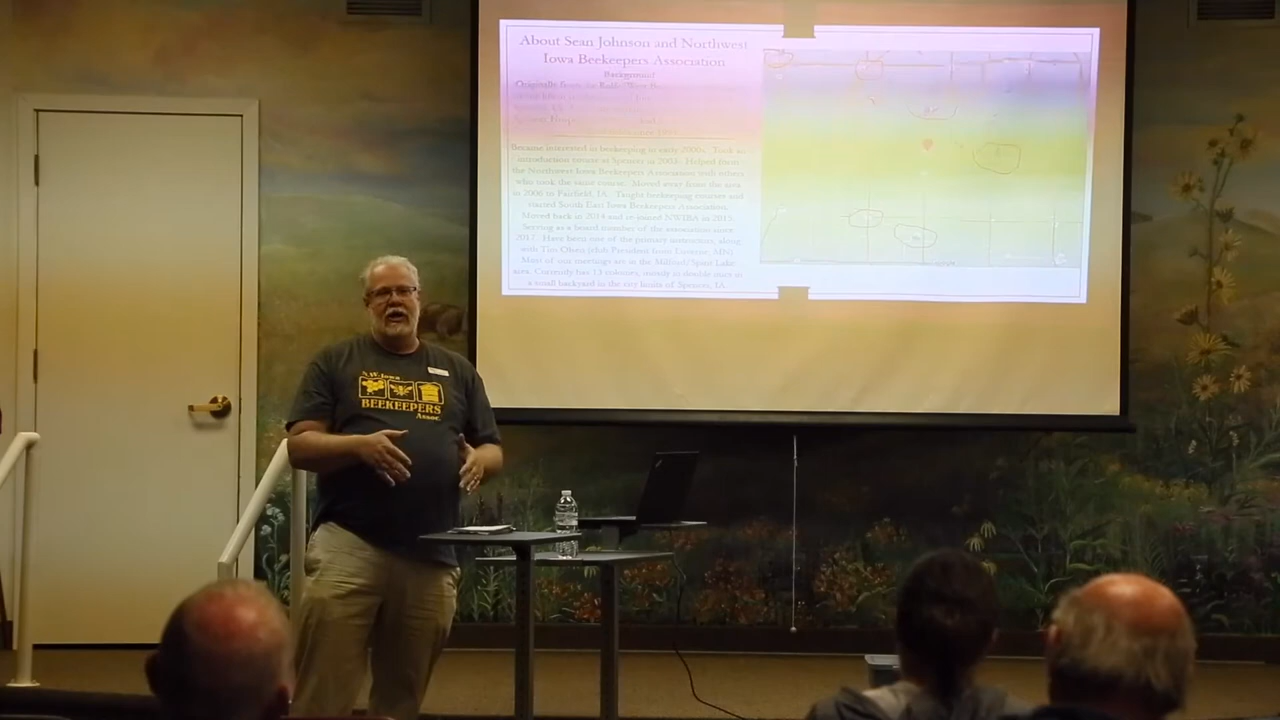 About Sean Johnson and Northwest
Iowa Beekeepers Association
Background
Originally from the
since
Became interested in beekeeping in early 2000s. Took an
introduction course at Spencer in 2003. Helped form
the Northwest Iowa Beekeepers Association with others
who took the same course. Moved away from the area
in 2006 to Fairfield, IA. Taught beekeeping courses and
started South East Iowa Beekeepers Association.
Moved back in 2014 and re-joined NWIBA in 2015.
Serving as a board member of the association since
2017. Have been one of the primary instructors, along
with Tim Olsen (club President from MN)
Most of our meetings are in the Milford/Spirit Lake
area. Currently has 13 colonies, mostly in double nucs in
a small backyard in the city limits of Spencer, IA
N.W. Iowa
BEEKEEPERS
Assoc.